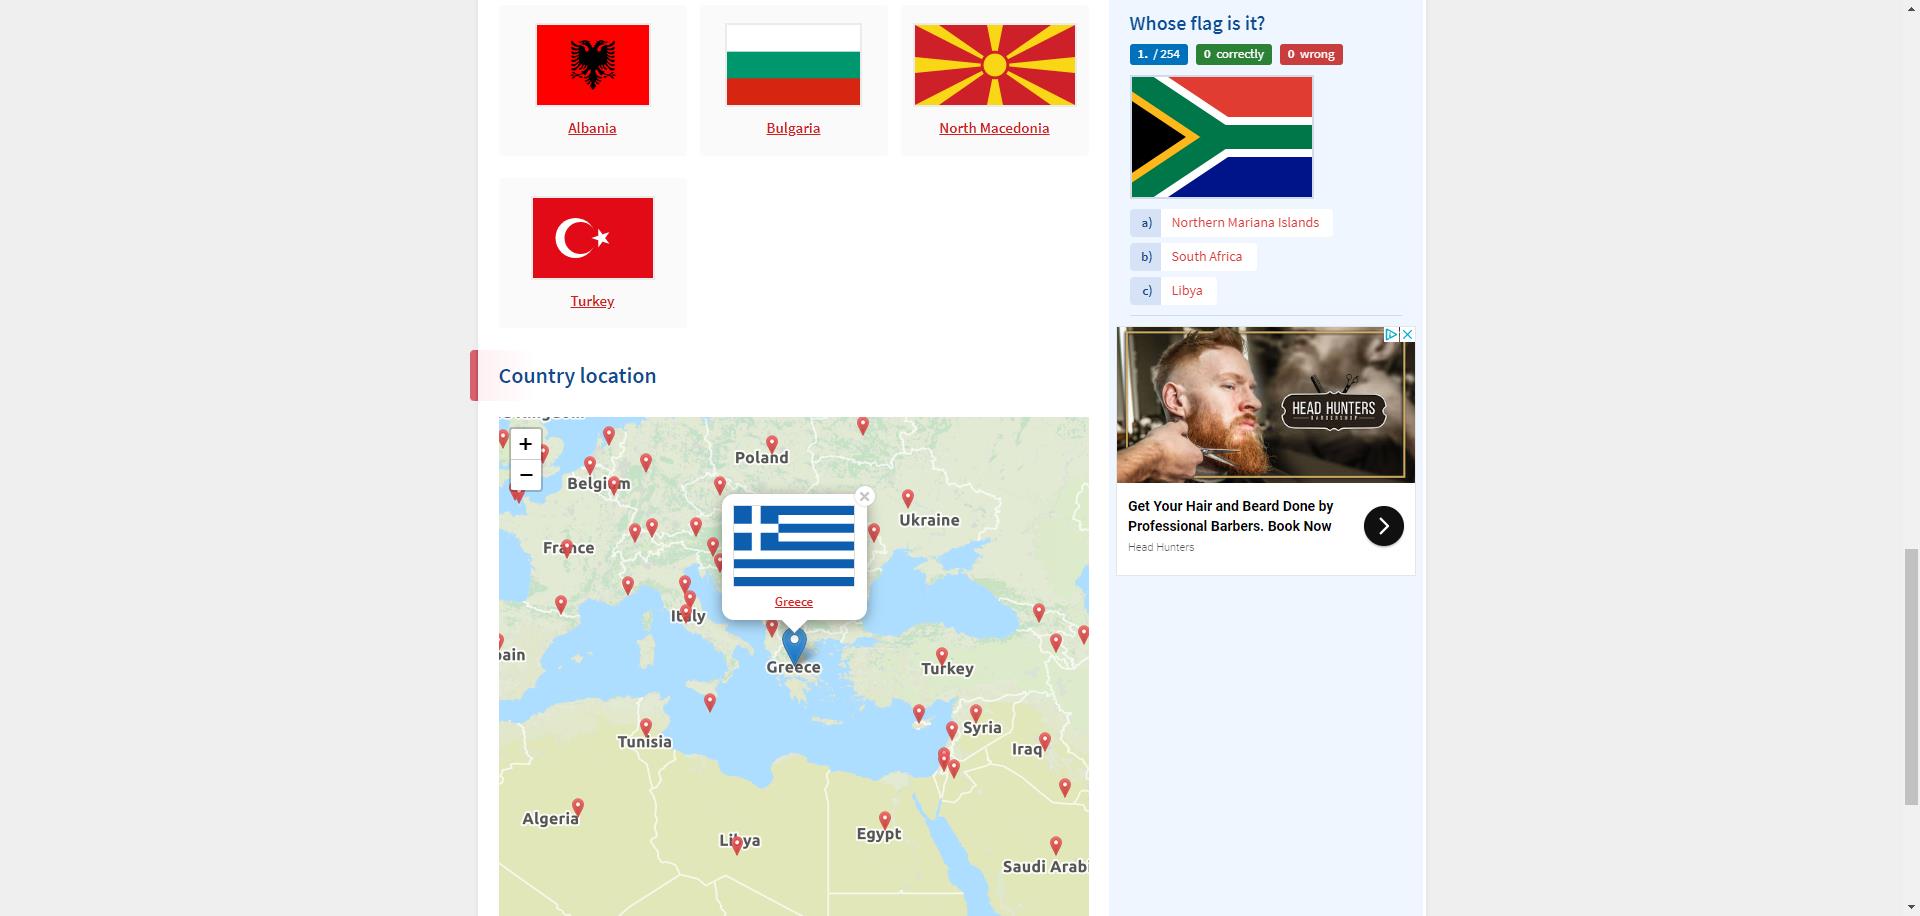 Albania
Bulgaria
North Macedonia
Turkey
Country location
+
−
Poland
Belgium
Ukraine
France
Greece
Italy
Greece
Turkey
Tunisia
Syria
Iraq
Algeria
Libya
Egypt
Saudi Arabi
Whose flag is it?
1. / 254
0 correctly
0 wrong
a) Northern Mariana Islands
b) South Africa
c) Libya
HEAD HUNTERS
BARBERSHOP
Get Your Hair and Beard Done by
Professional Barbers. Book Now
Head Hunters